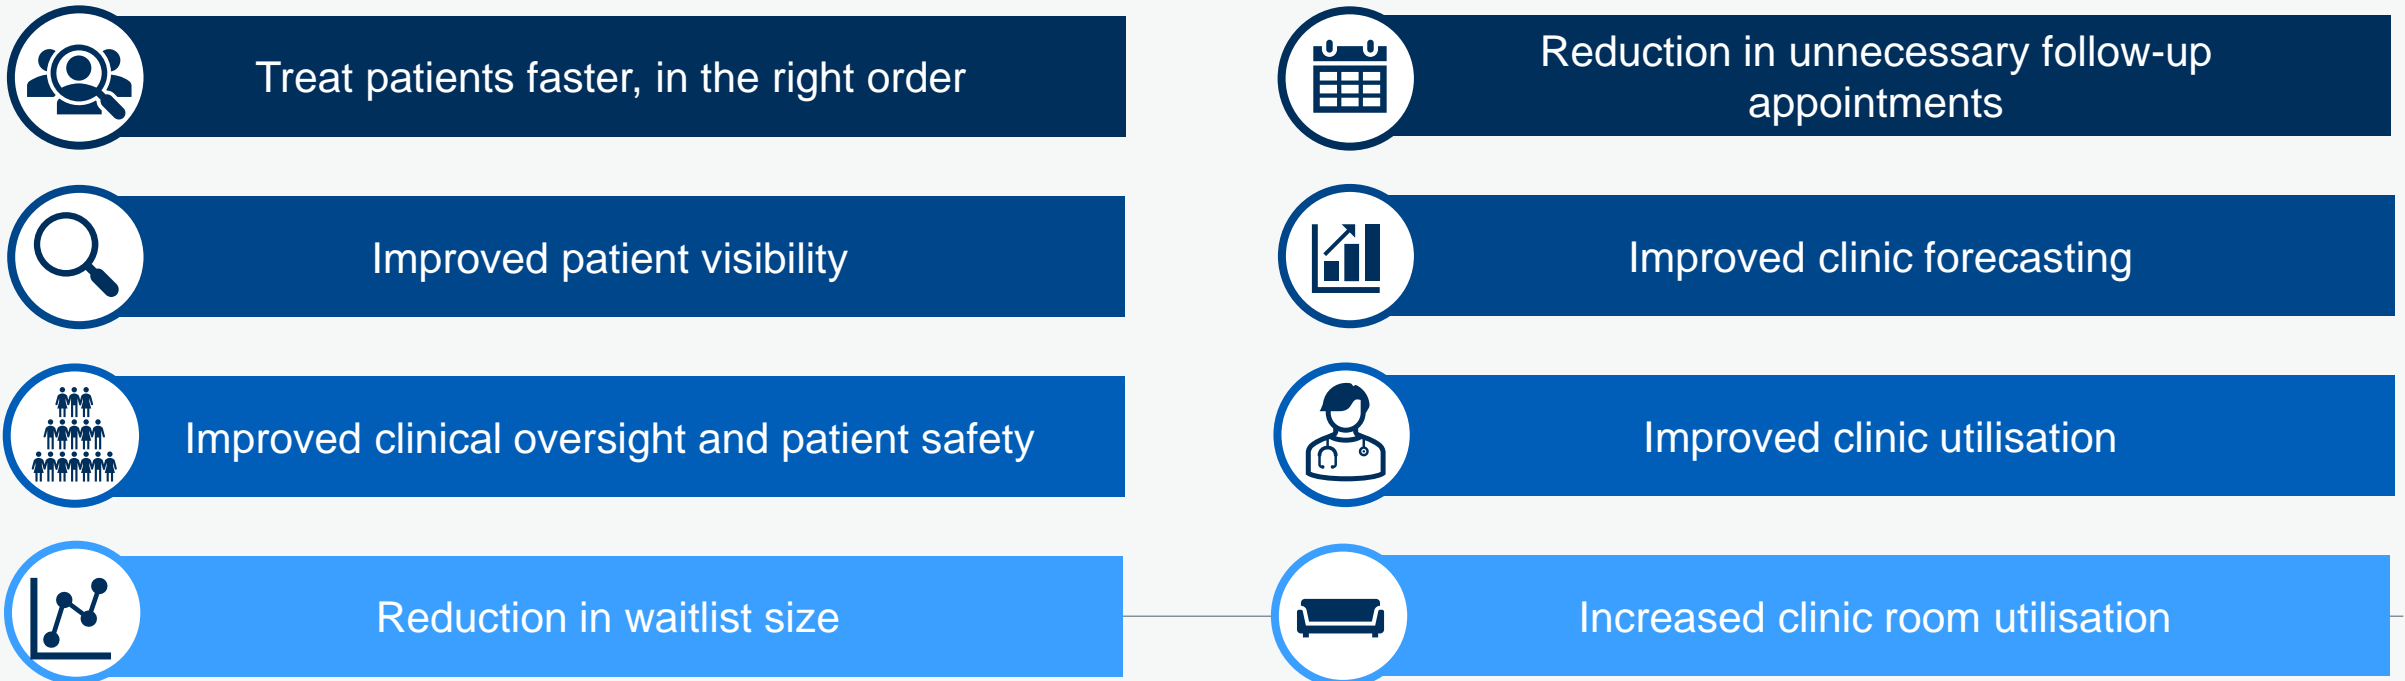 Treat patients faster, in the right order
Improved patient visibility
Improved clinical oversight and patient safety
Reduction in waitlist size
Reduction in unnecessary follow-up
appointments
Improved clinic forecasting
Improved clinic utilisation
Increased clinic room utilisation